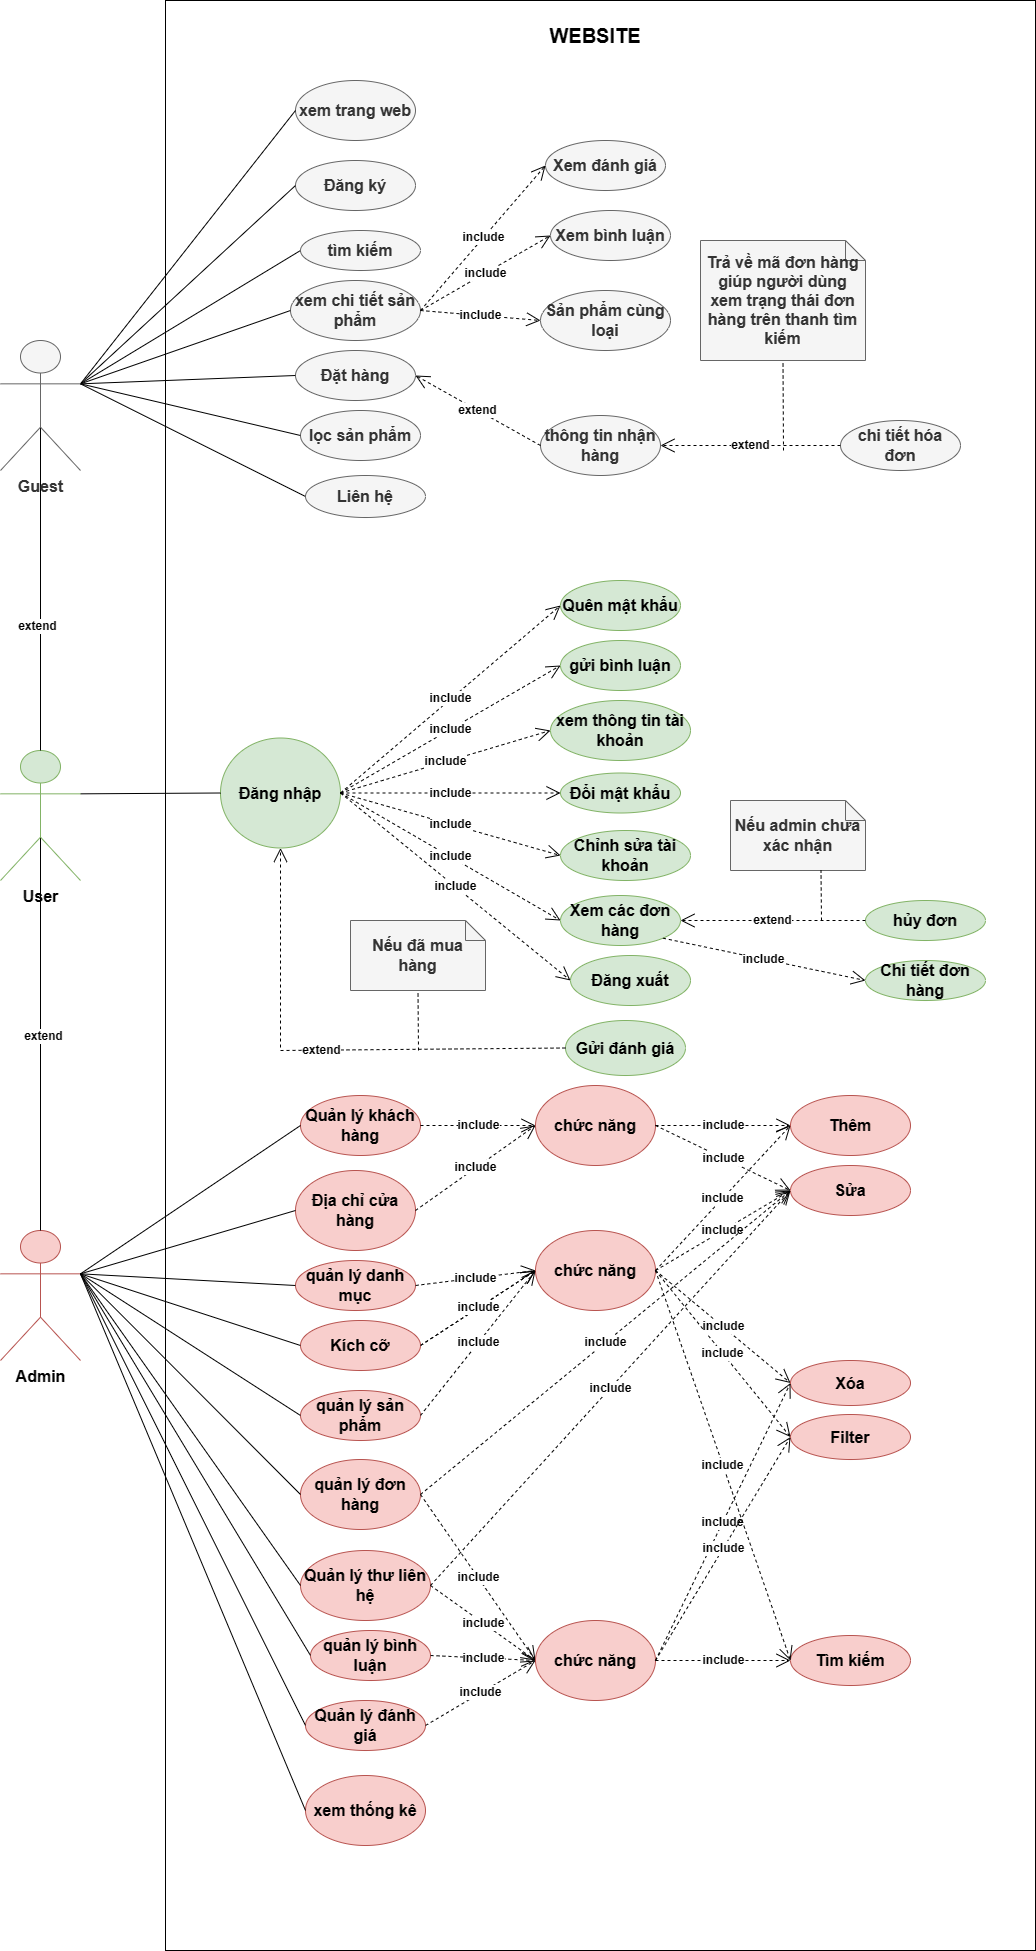 WEBSITE
xem trang web
Đăng ký
tìm kiếm
xem chi tiết sản
phẩm
Đặt hàng
lọc sản phẩm
Liên hệ
Guest
Xem đánh giá
include
Xem bình luận
include
Sản phẩm cùng
loại
include
Trả về mã đơn hàng
giúp người dùng
xem trạng thái đơn
hàng trên thanh tìm
kiếm
extend
thông tin nhận
hàng
extend
chi tiết hóa
đơn
extend
User
Đăng nhập
Quên mật khẩu
gửi bình luận
xem thông tin tài
khoản
Đổi mật khẩu
Chỉnh sửa tài
khoản
Xem các đơn
hàng
Đăng xuất
Gửi đánh giá
include
include
include
include
include
include
include
Nếu admin chưa
xác nhận
extend
hủy đơn
include
Chi tiết đơn
hàng
Nếu đã mua
hàng
extend
extend
Admin
Quản lý khách
hàng
Địa chỉ cửa
hàng
quản lý danh
mục
Kích cỡ
quản lý sản
phẩm
quản lý đơn
hàng
Quản lý thư liên
hệ
quản lý bình
luận
Quản lý đánh
giá
xem thống kê
include
include
include
include
include
include
include
include
include
chức năng
chức năng
chức năng
include
include
include
include
include
include
include
include
include
include
include
include
Thêm
Sửa
Xóa
Filter
Tìm kiếm